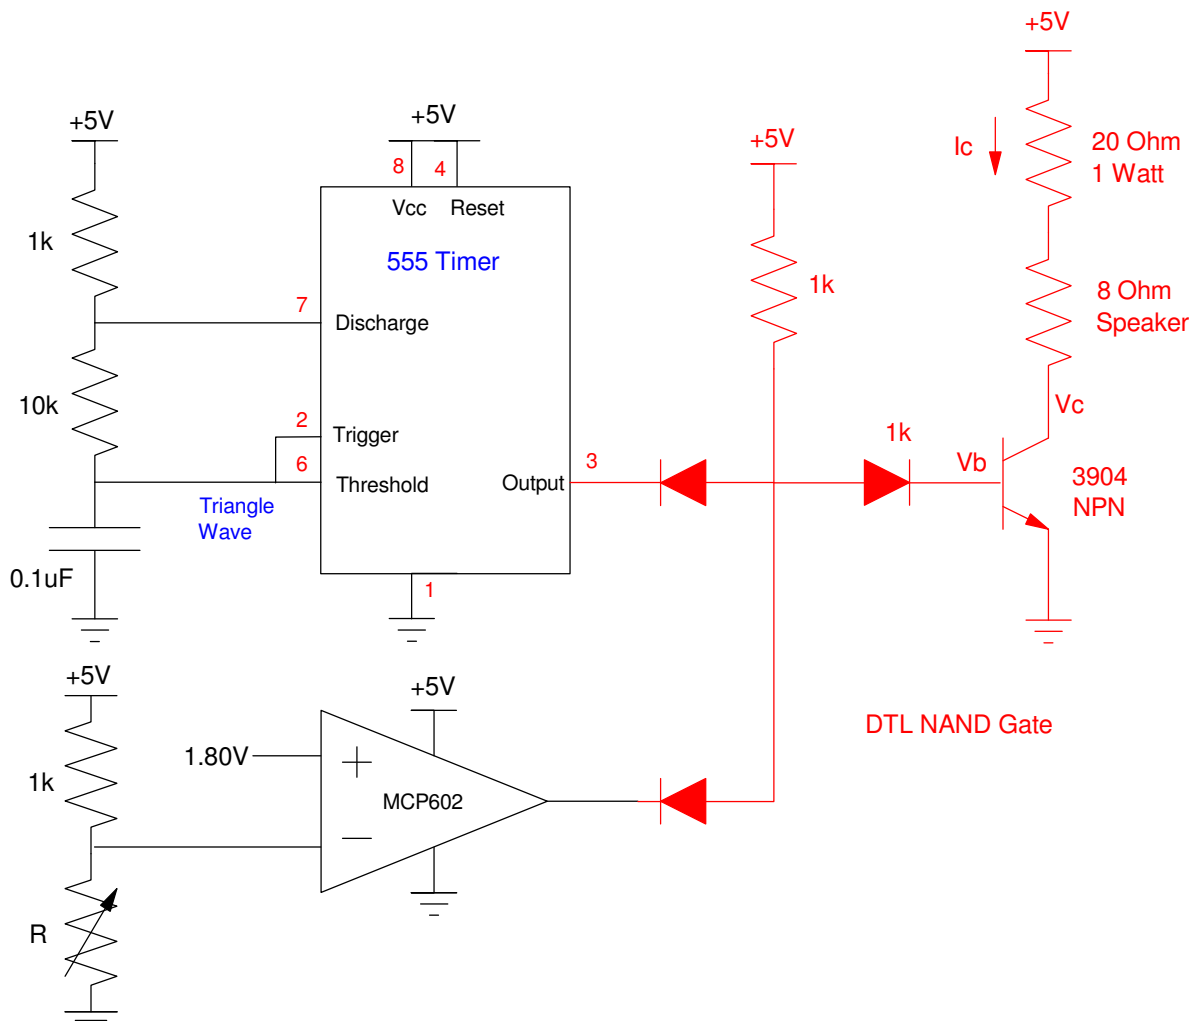 +5V
+5V
20 Ohm
1 Watt
Ic
+5V
+5V
8
4
Vcc
Reset
555 Timer
1k
1k
7
Discharge
8 Ohm
Speaker
10k
2
Trigger
6
Threshold
Triangle
Wave
Output
3
1k
Vb
Vc
3904
NPN
0.1uF
1
+5V
+5V
1.80V
+
MCP602
−
1k
R
DTL NAND Gate